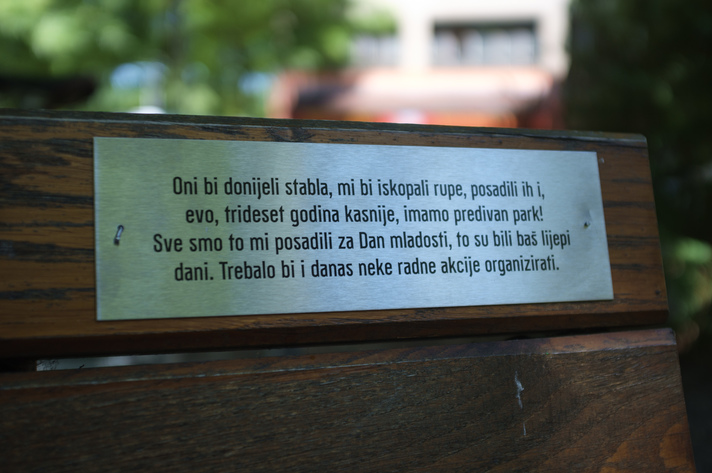 Oni bi donijeli stabla, mi bi iskopali rupe, posadili ih i,
evo, trideset godina kasnije, imamo predivan park!
Sve smo to mi posadili za Dan mladosti, to su bili baš lijepi
dani. Trebalo bi i danas neke radne akcije organizirati.